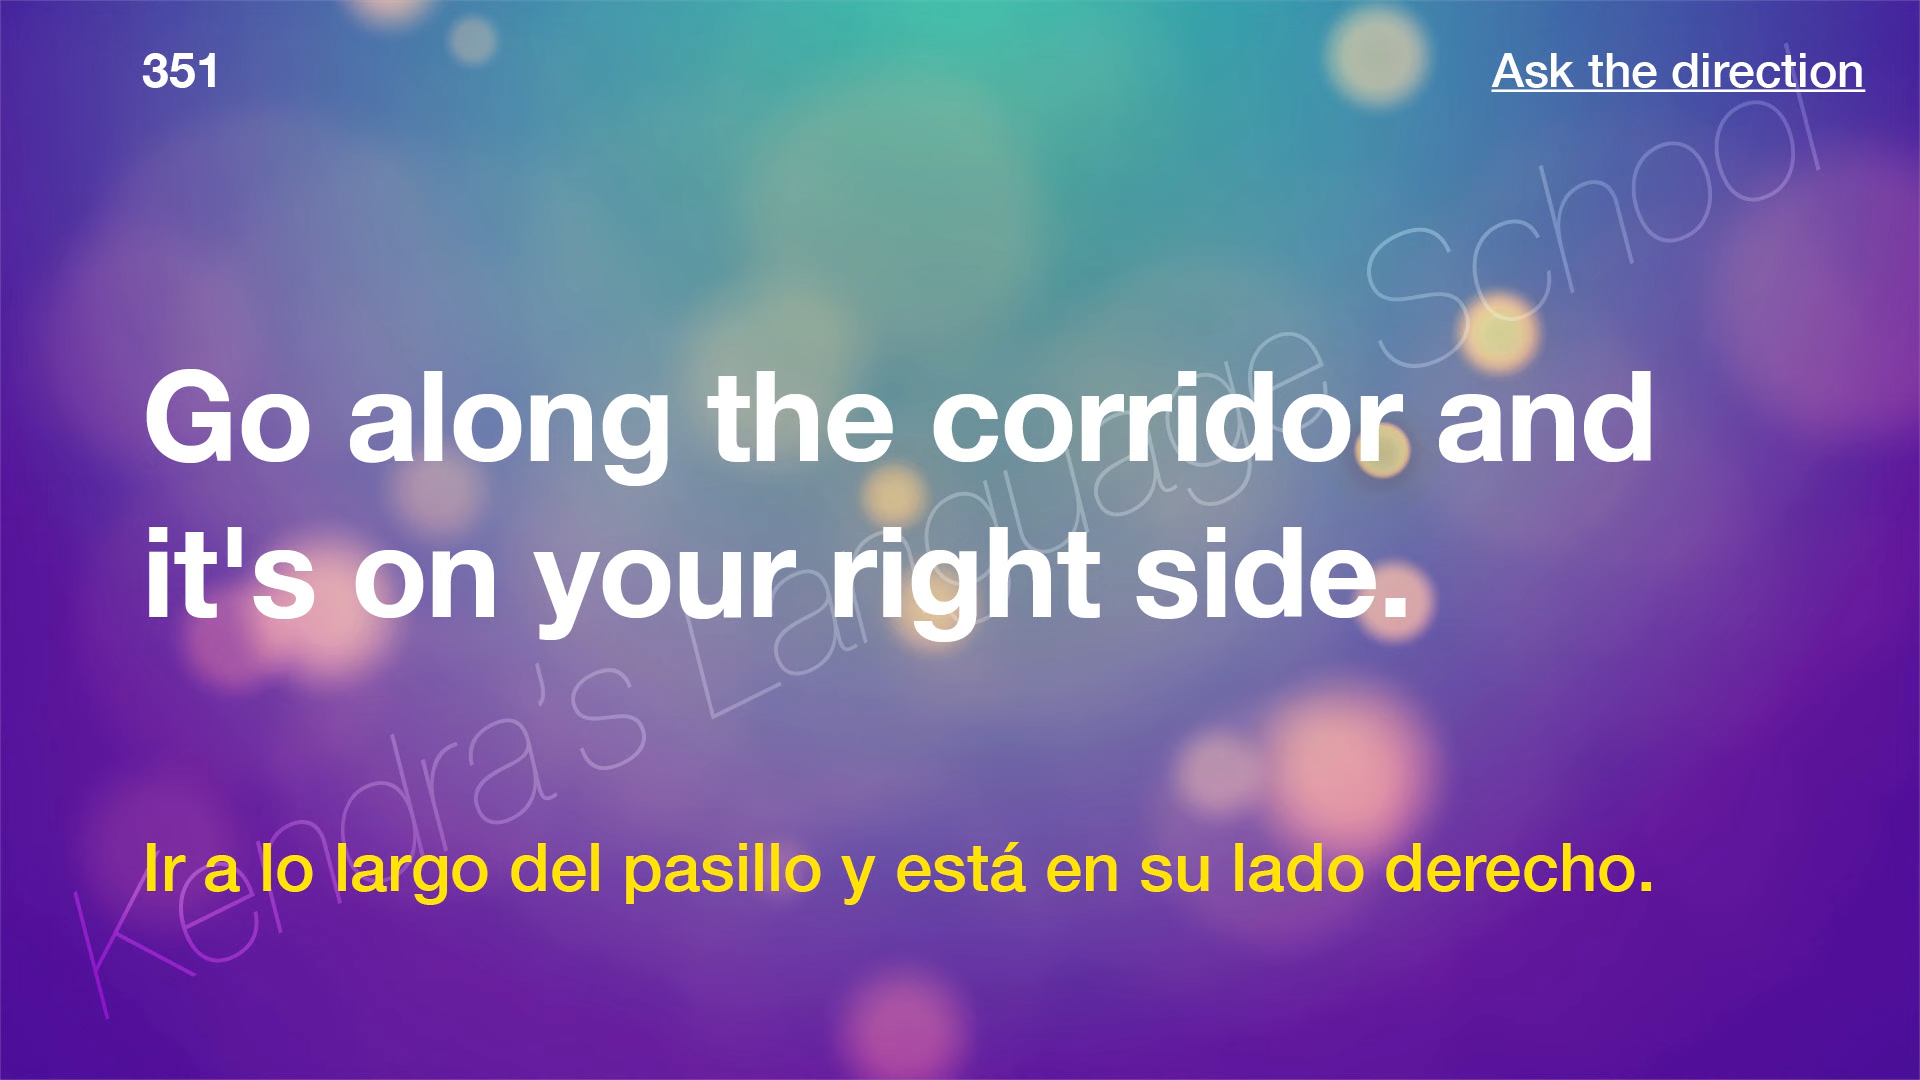 351
Ask the direction
Go along the corridor and
it's on your right side.
Ir a lo largo del pasillo y está en su lado derecho.
Kendra’s Language School